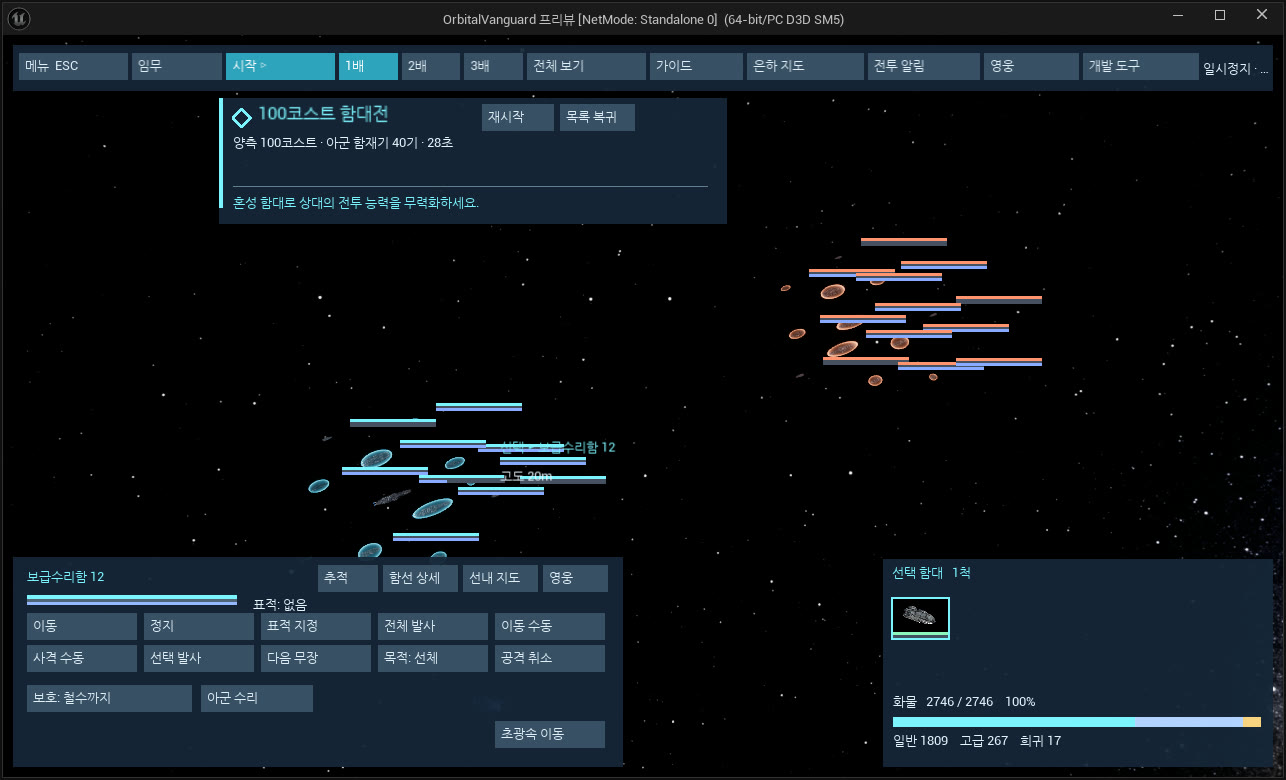 OrbitalVanguard 프리뷰 [NetMode: Standalone 0] (64-bit/PC D3D SM5)
메뉴 ESC 임무 시작 > 1배 2배 3배 전체 보기 가이드 은하 지도 전투 알림 영웅 개발 도구 일시정지 · ...
100코스트 함대전 재시작 목록 복귀
양측 100코스트 · 아군 함재기 40기 · 28초
혼성 함대로 상대의 전투 능력을 무력화하세요.
선택 · 보급수리함 12
고도 20m
보급수리함 12 추적 함선 상세 선내 지도 영웅
표적: 없음
이동 정지 표적 지정 전체 발사 이동 수동
사격 수동 선택 발사 다음 무장 목적: 선체 공격 취소
보호: 철수까지 아군 수리
초광속 이동
선택 함대 1척
화물 2746 / 2746 100%
일반 1809 고급 267 희귀 17